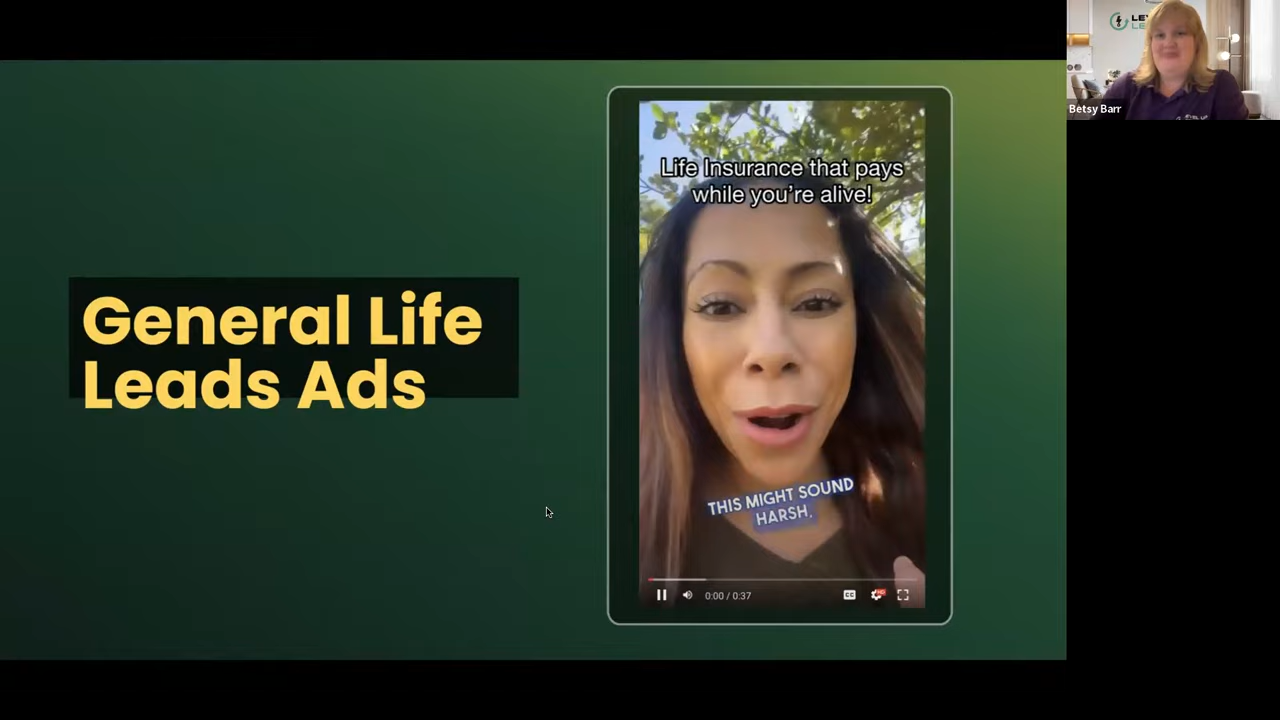 General Life
Leads Ads
Life Insurance that pays
while you're alive!
THIS MIGHT SOUND
HARSH,
0:00 / 0:37
CC
Betsy Barr